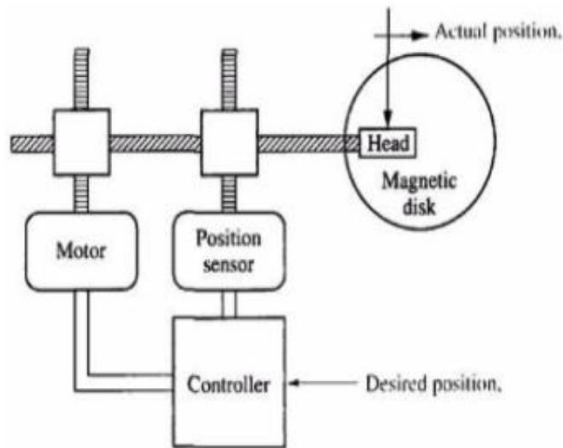 Actual position.
Head
Magnetic
disk
Motor
Position
sensor
Controller
Desired position.